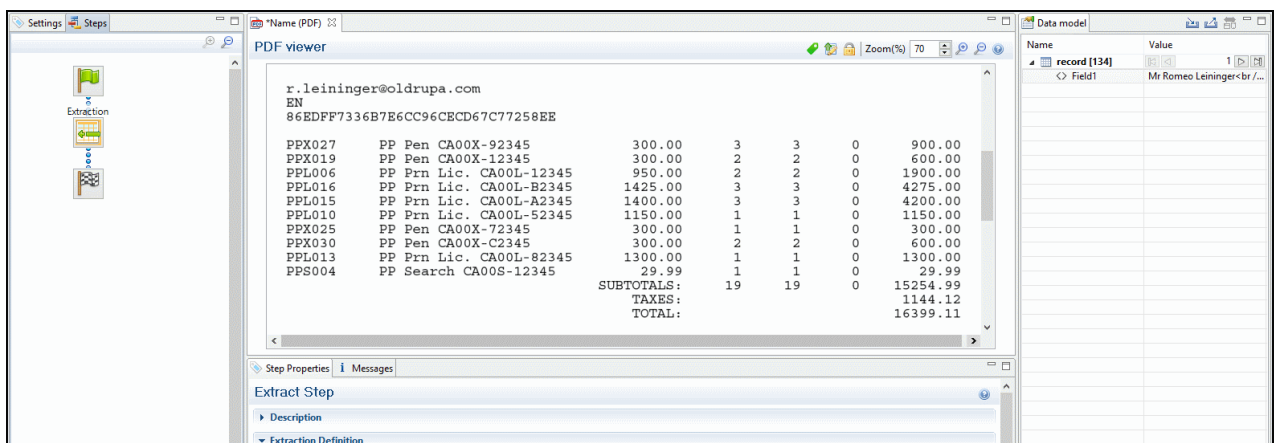 Settings Steps
Extraction
*Name (PDF)
PDF viewer
Zoom(%) 70
r.leininger@oldrupa.com
EN
86EDFF7336B7E6CC96CECD67C77258EE
PPX027 PP Pen CA00X-92345 300.00 3 3 0 900.00
PPX019 PP Pen CA00X-12345 300.00 2 2 0 600.00
PPL006 PP Prn Lic. CA00L-12345 950.00 2 2 0 1900.00
PPL016 PP Prn Lic. CA00L-B2345 1425.00 3 3 0 4275.00
PPL015 PP Prn Lic. CA00L-A2345 1400.00 3 3 0 4200.00
PPL010 PP Prn Lic. CA00L-52345 1150.00 1 1 0 1150.00
PPX025 PP Pen CA00X-72345 300.00 1 1 0 300.00
PPX030 PP Pen CA00X-C2345 300.00 2 2 0 600.00
PPL013 PP Prn Lic. CA00L-82345 1300.00 1 1 0 1300.00
PPS004 PP Search CA00S-12345 29.99 1 1 0 29.99
SUBTOTALS: 19 19 0 15254.99
TAXES: 1144.12
TOTAL: 16399.11
Step Properties Messages
Extract Step
Description
Extraction Definition
Data model
Name Value
record [134] 1
<> Field1 Mr Romeo Leininger<br /...